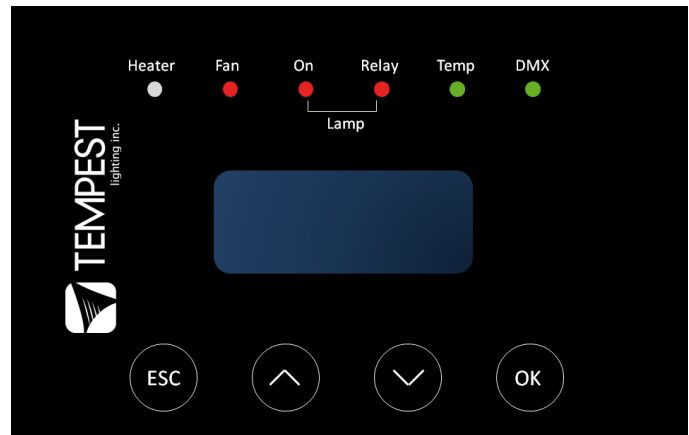 Heater Fan On Relay Temp DMX
Lamp
TEMPEST
lighting inc.
ESC OK